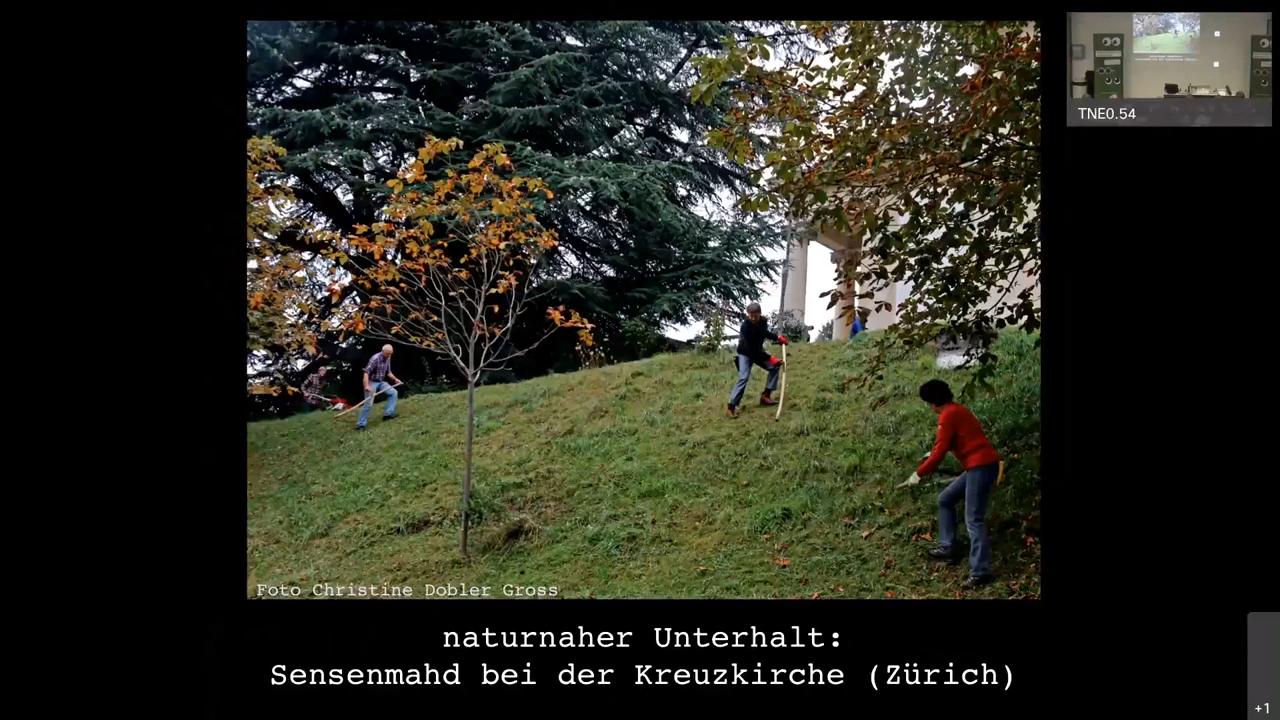 TNE0.54
Foto Christine Dobler Gross
naturnaher Unterhalt:
Sensenmahd bei der Kreuzkirche (Zürich)
+1